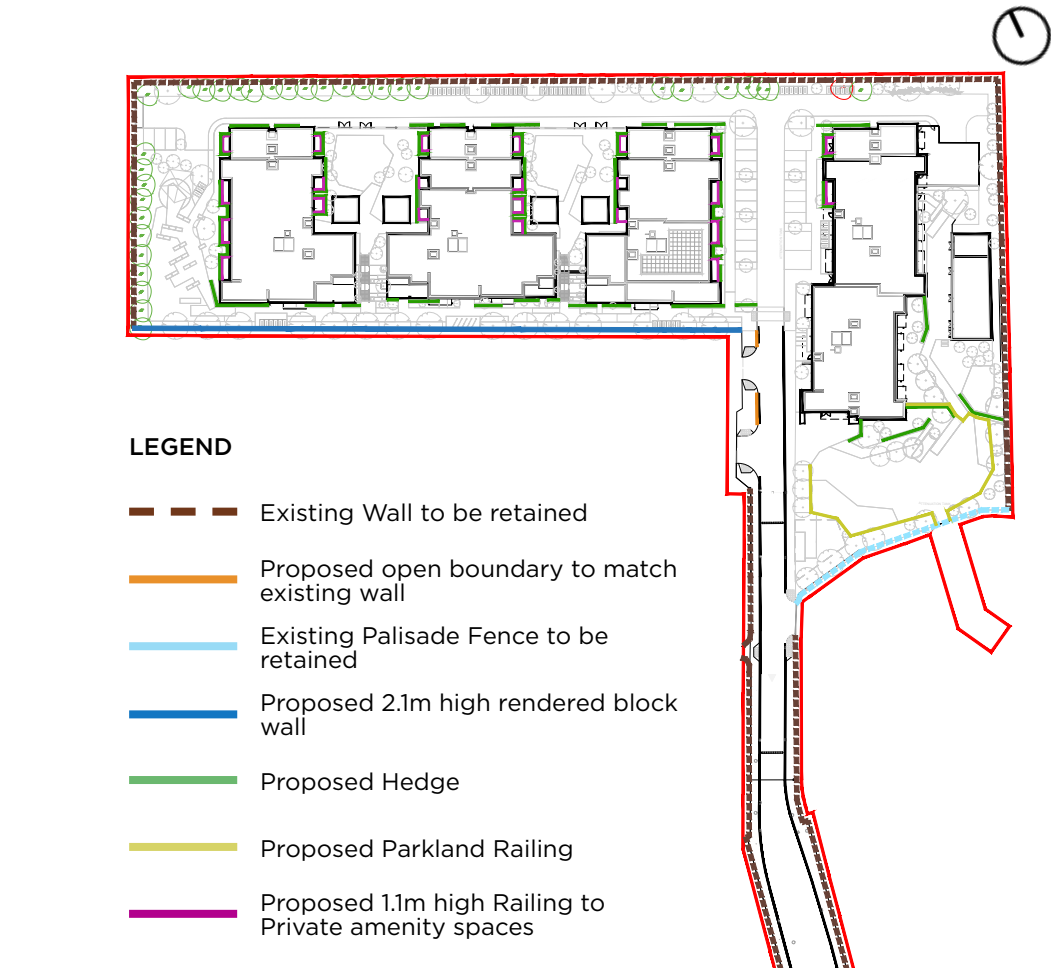 LEGEND
Existing Wall to be retained
Proposed open boundary to match
existing wall
Existing Palisade Fence to be
retained
Proposed 2.1m high rendered block
wall
Proposed Hedge
Proposed Parkland Railing
Proposed 1.1m high Railing to
Private amenity spaces